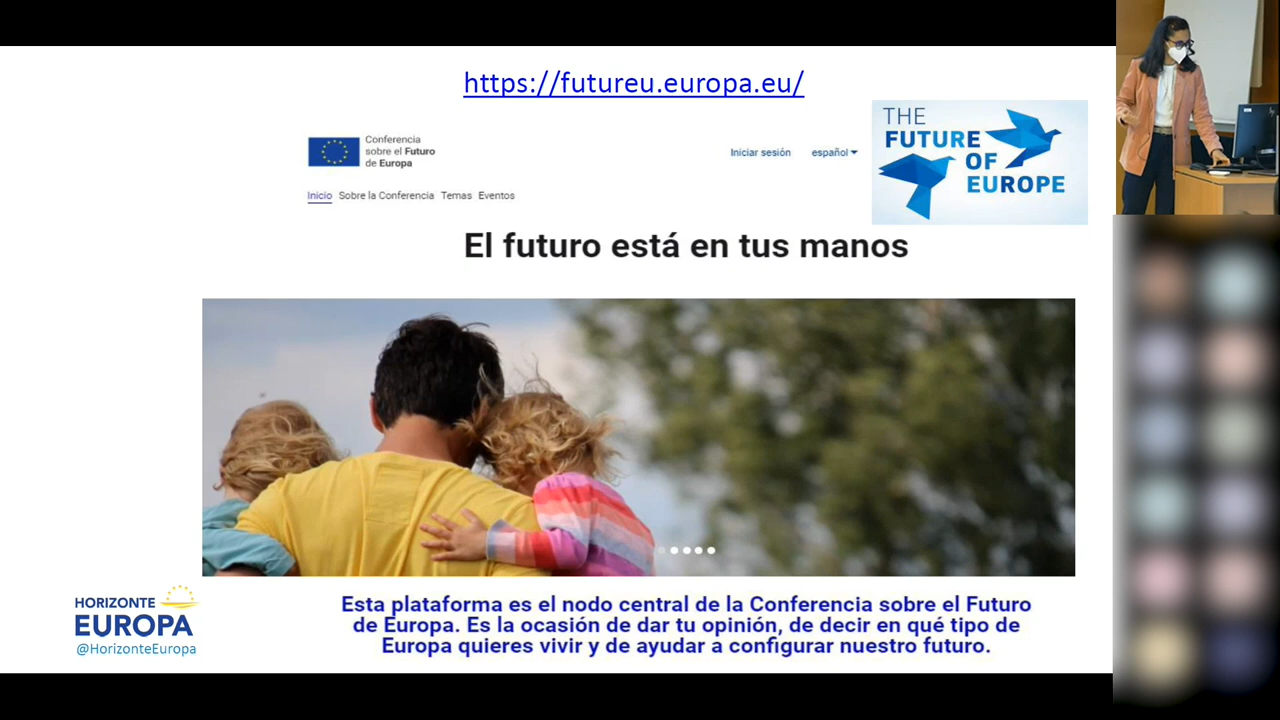 https://futureu.europa.eu/
Conferencia
sobre el Futuro
de Europa
Iniciar sesión español
THE
FUTURE
OF
EUROPE
Inicio Sobre la Conferencia Temas Eventos
El futuro está en tus manos
Esta plataforma es el nodo central de la Conferencia sobre el Futuro
de Europa. Es la ocasión de dar tu opinión, de decir en qué tipo de
Europa quieres vivir y de ayudar a configurar nuestro futuro.
HORIZONTE
EUROPA
@HorizonteEuropa